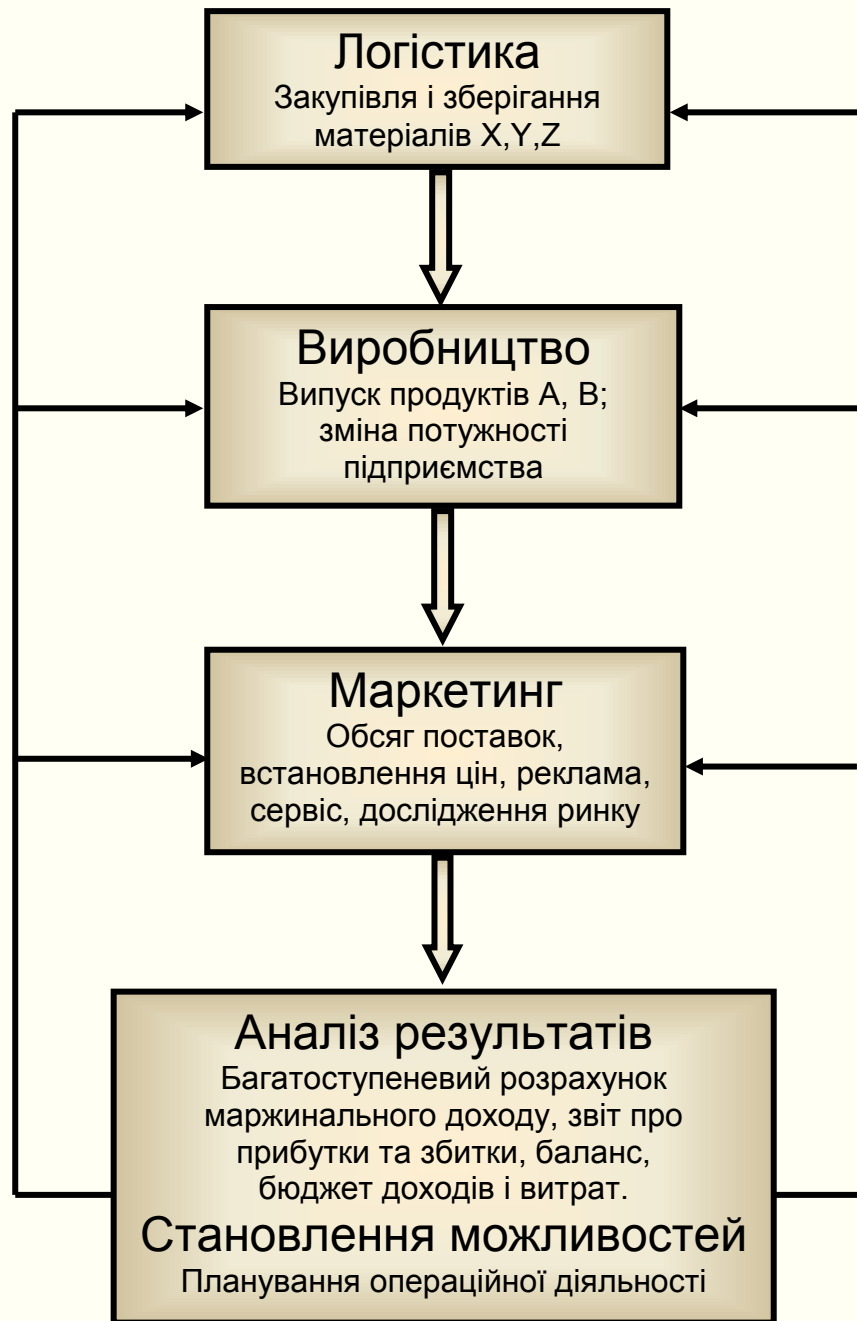 Логістика
Закупівля і зберігання
матеріалів X,Y,Z
Виробництво
Випуск продуктів А, В;
зміна потужності
підприємства
Маркетинг
Обсяг поставок,
встановлення цін, реклама,
сервіс, дослідження ринку
Аналіз результатів
Багатоступеневий розрахунок
маржинального доходу, звіт про
прибутки та збитки, баланс,
бюджет доходів і витрат.
Становлення можливостей
Планування операційної діяльності